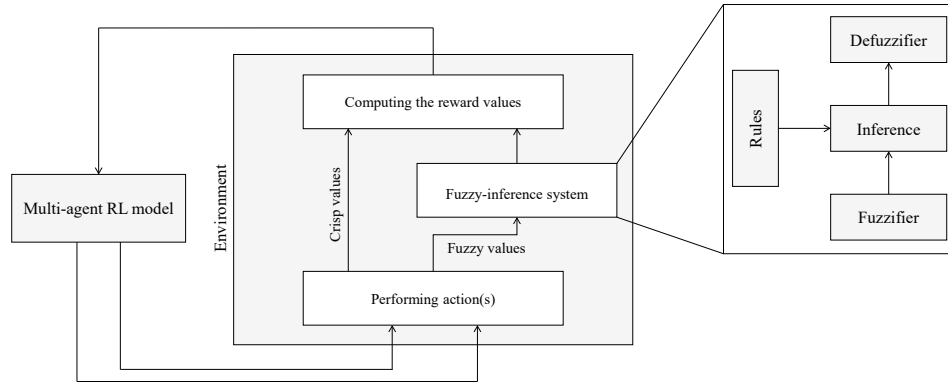 Defuzzifier
Computing the reward values
Rules
Inference
Environment
Crisp values
Fuzzy-inference system
Multi-agent RL model
Fuzzifier
Fuzzy values
Performing action(s)